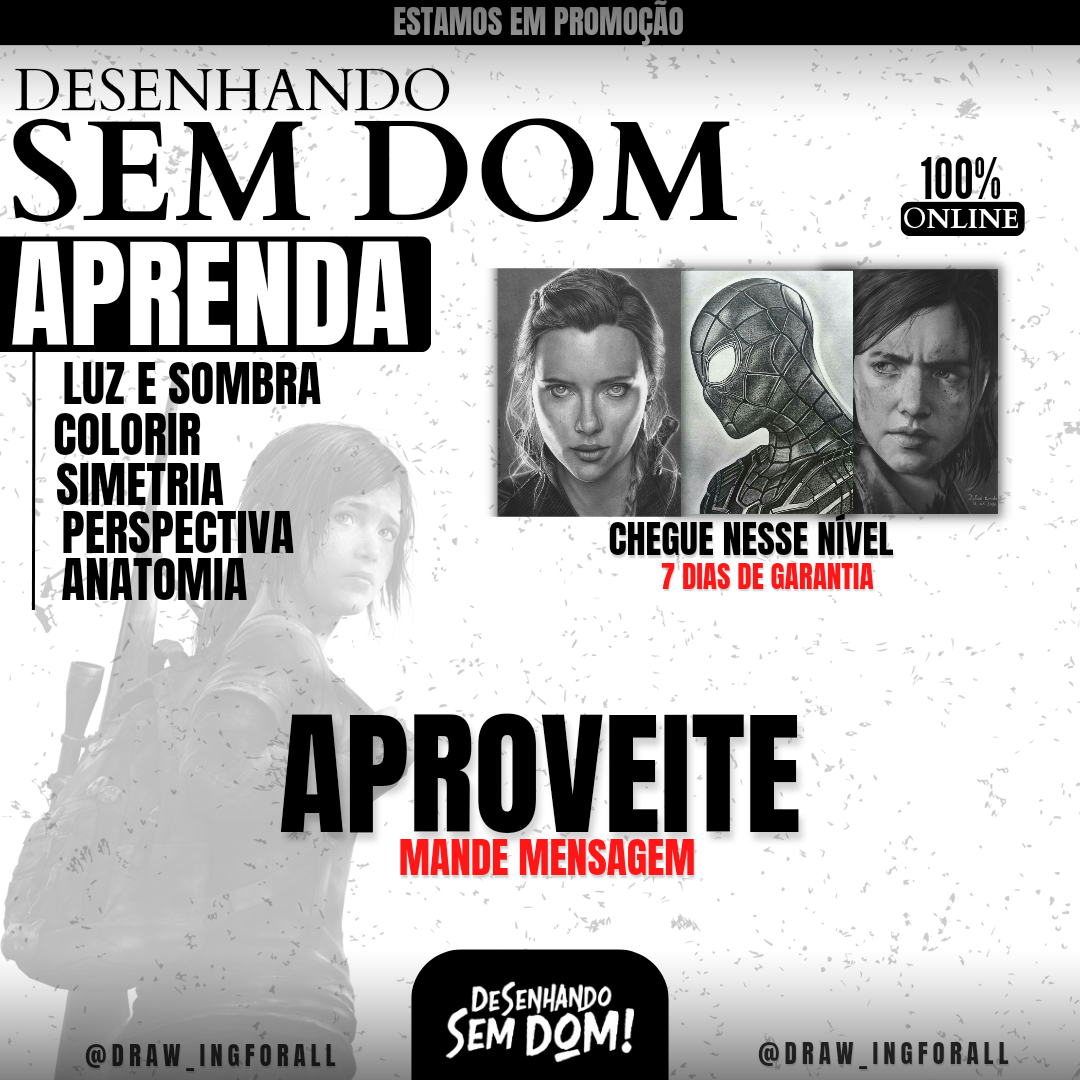 ESTAMOS EM PROMOÇÃO
DESENHANDO
SEM DOM
100%
ONLINE
APRENDA
LUZ E SOMBRA
COLORIR
SIMETRIA
PERSPECTIVA
ANATOMIA
CHEGUE NESSE NÍVEL
7 DIAS DE GARANTIA
APROVEITE
MANDE MENSAGEM
DESENHANDO
SEM DOM!
@DRAW_INGFORALL
@DRAW_INGFORALL